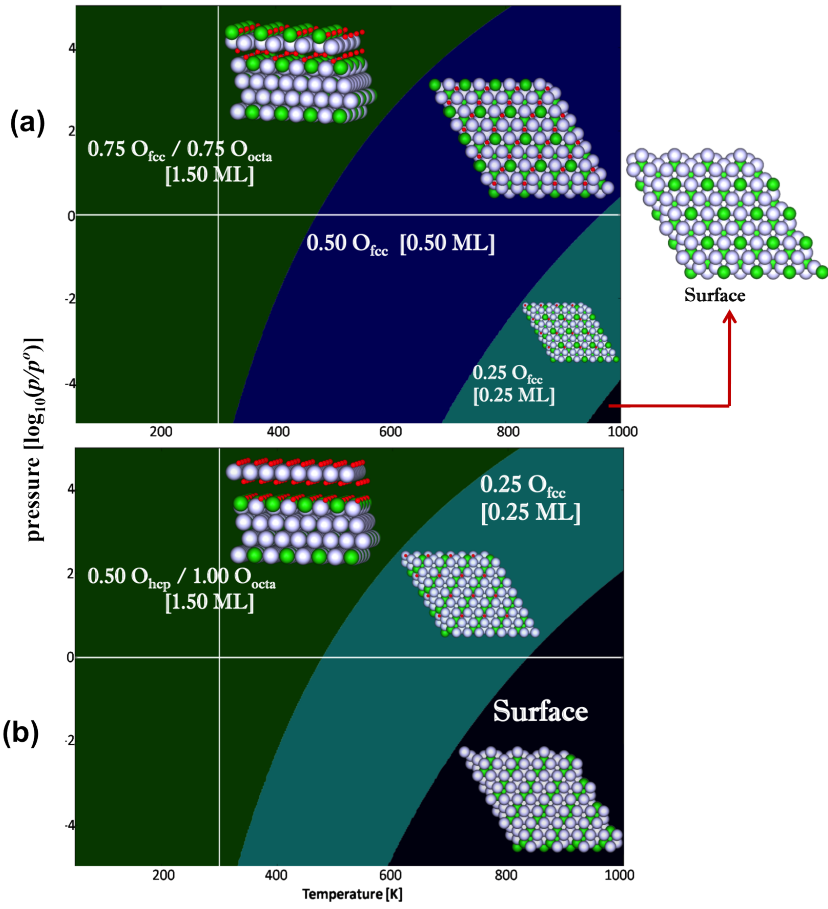 (a)
pressure [log10(p/po)]
4
2
0
-2
-4
0.75 Ofcc / 0.75 Oocta
[1.50 ML]
0.50 Ofcc [0.50 ML]
0.25 Ofcc
[0.25 ML]
Surface
200
400
600
800
1000
(b)
4
2
0
-2
-4
0.50 Ohcp / 1.00 Oocta
[1.50 ML]
0.25 Ofcc
[0.25 ML]
Surface
200
400
600
800
1000
Temperature [K]